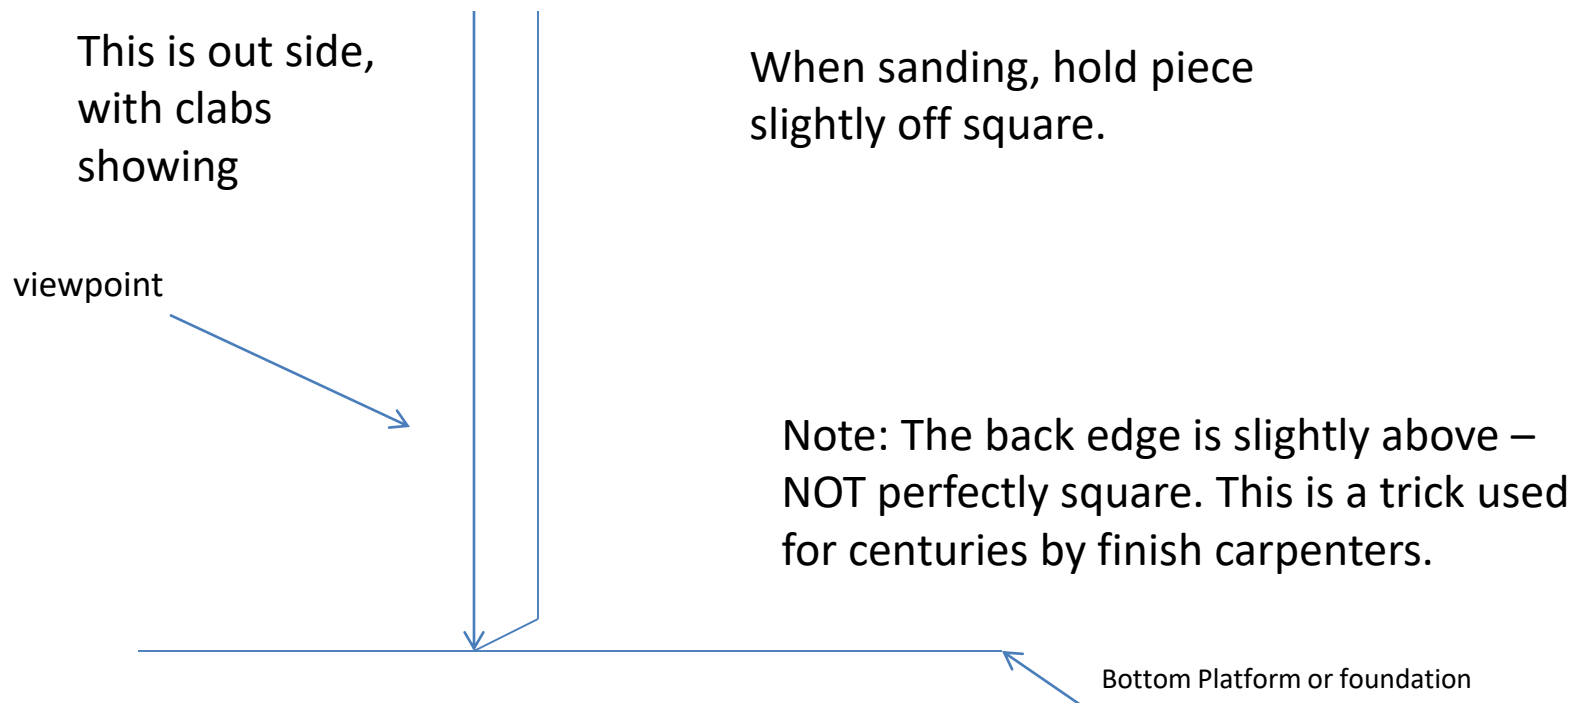 This is out side,
with clabs
showing
When sanding, hold piece
slightly off square.
viewpoint
Note: The back edge is slightly above –
NOT perfectly square. This is a trick used
for centuries by finish carpenters.
Bottom Platform or foundation